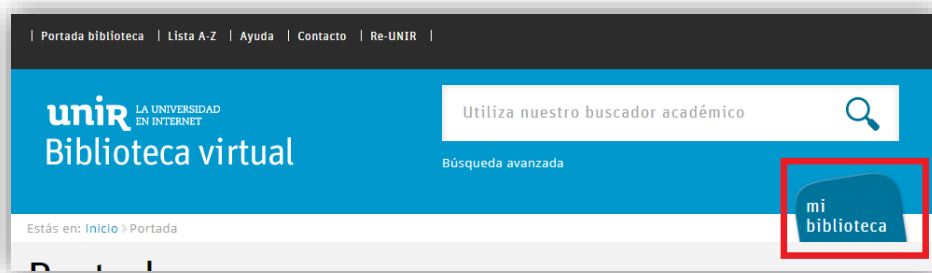 | Portada biblioteca | Lista A-Z | Ayuda | Contacto | Re-UNIR |
unir LA UNIVERSIDAD
EN INTERNET
Biblioteca virtual
Utiliza nuestro buscador académico
Búsqueda avanzada
mi
biblioteca
Estás en: Inicio > Portada